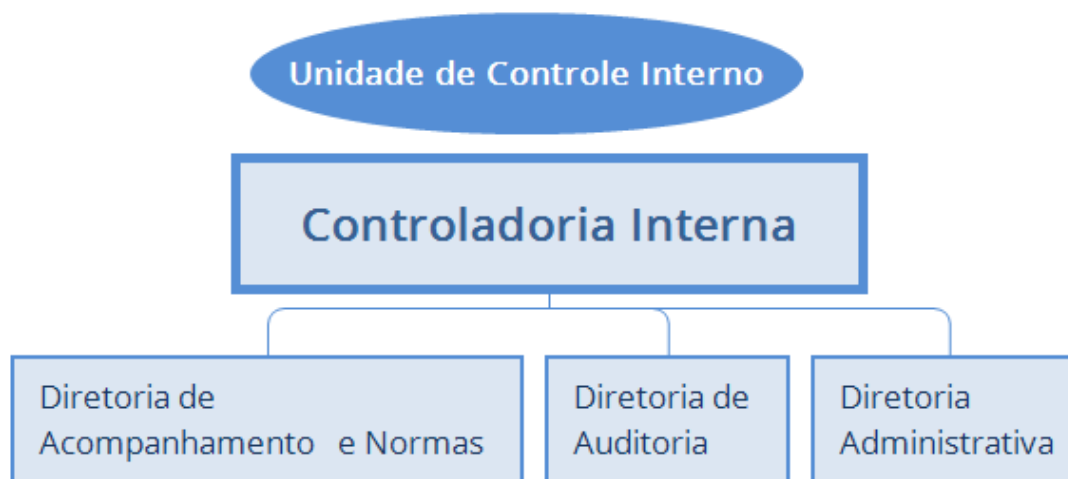 Unidade de Controle Interno
Controladoria Interna
Diretoria de
Acompanhamento e Normas
Diretoria de
Auditoria
Diretoria
Administrativa